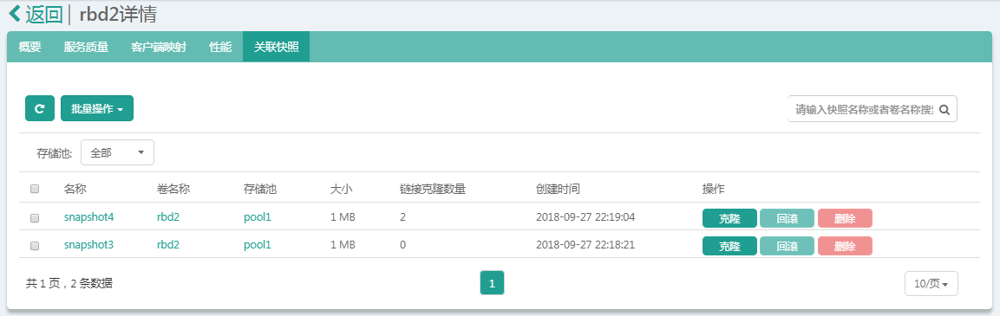 返回 | rbd2详情
概要 服务质量 客户端映射 性能 关联快照
批量操作 请输入快照名称或者卷名称搜
存储池: 全部
名称 卷名称 存储池 大小 链接克隆数量 创建时间 操作
snapshot4 rbd2 pool1 1 MB 2 2018-09-27 22:19:04 克隆 回滚 删除
snapshot3 rbd2 pool1 1 MB 0 2018-09-27 22:18:21 克隆 回滚 删除
共 1 页，2 条数据 1 10/页